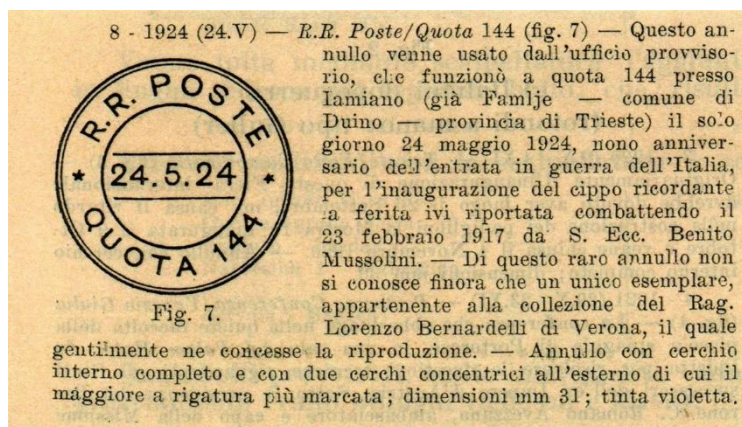 8 - 1924 (24.V) — R.R. Poste/Quota 144 (fig. 7) — Questo an-
nullo venne usato dall'ufficio provviso-
rio, che funzionò a quota 144 presso
Iamiano (già Famlje — comune di
Duino — provincia di Trieste) il solo
giorno 24 maggio 1924, nono anniver-
sario dell'entrata in guerra dell'Italia,
per l'inaugurazione del cippo ricordante
la ferita ivi riportata combattendo il
23 febbraio 1917 da S. Ecc. Benito
Mussolini. — Di questo raro annullo non
si conosce finora che un unico esemplare,
appartenente alla collezione del Rag.
Lorenzo Bernardelli di Verona, il quale
gentilmente ne concesse la riproduzione. — Annullo con cerchio
interno completo e con due cerchi concentrici all'esterno di cui il
maggiore a rigatura più marcata; dimensioni mm 31; tinta violetta.
R.R. POSTE
24.5.24
QUOTA 144
Fig. 7.